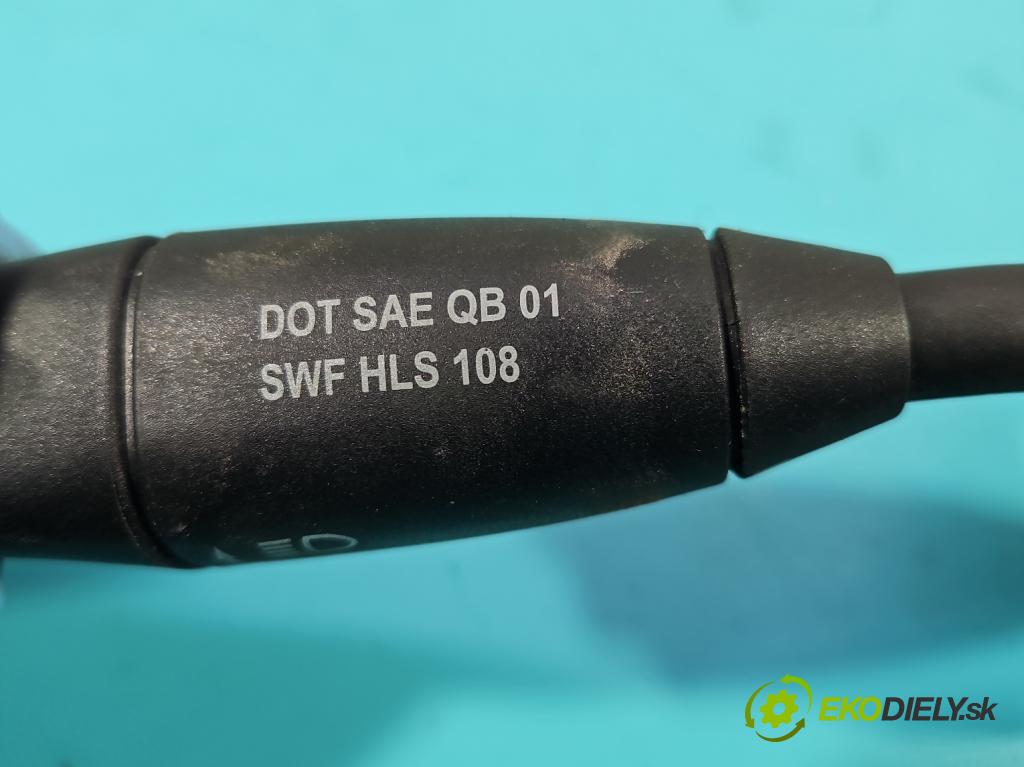 DOT SAE QB 01
SWF HLS 108
EKODIELY.sk